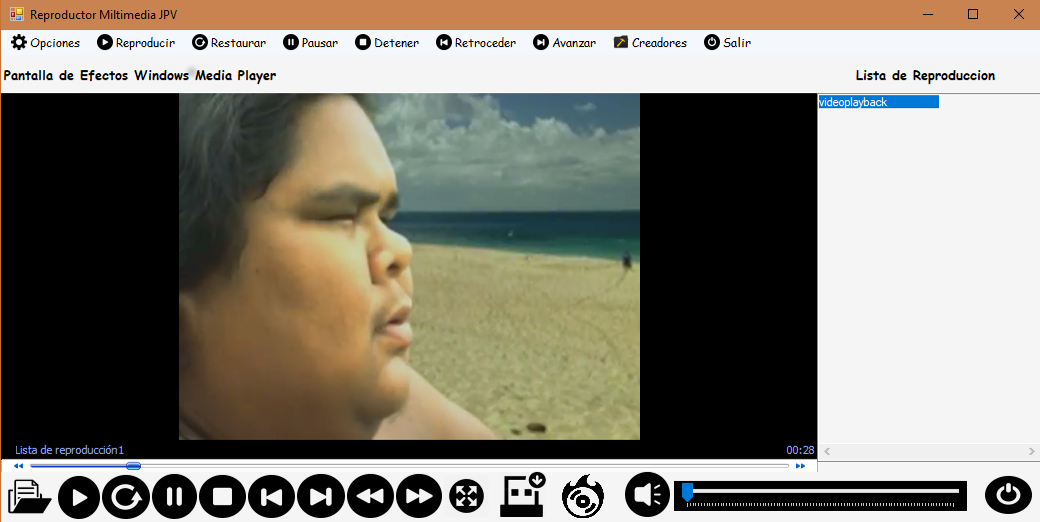 Reproductor Miltimedia JPV
Opciones Reproducir Restaurar Pausar Detener Retroceder Avanzar Creadores Salir
Pantalla de Efectos Windows Media Player Lista de Reproduccion
videoplayback
Lista de reproducción1 00:28